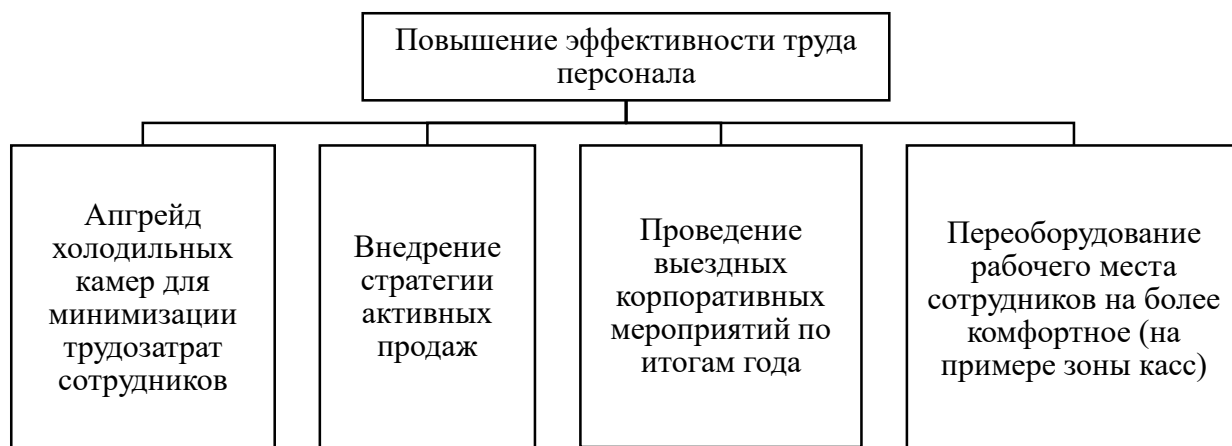 Повышение эффективности труда
персонала
Апгрейд
холодильных
камер для
минимизации
трудозатрат
сотрудников
Внедрение
стратегии
активных
продаж
Проведение
выездных
корпоративных
мероприятий по
итогам года
Переоборудование
рабочего места
сотрудников на более
комфортное (на
примере зоны касс)